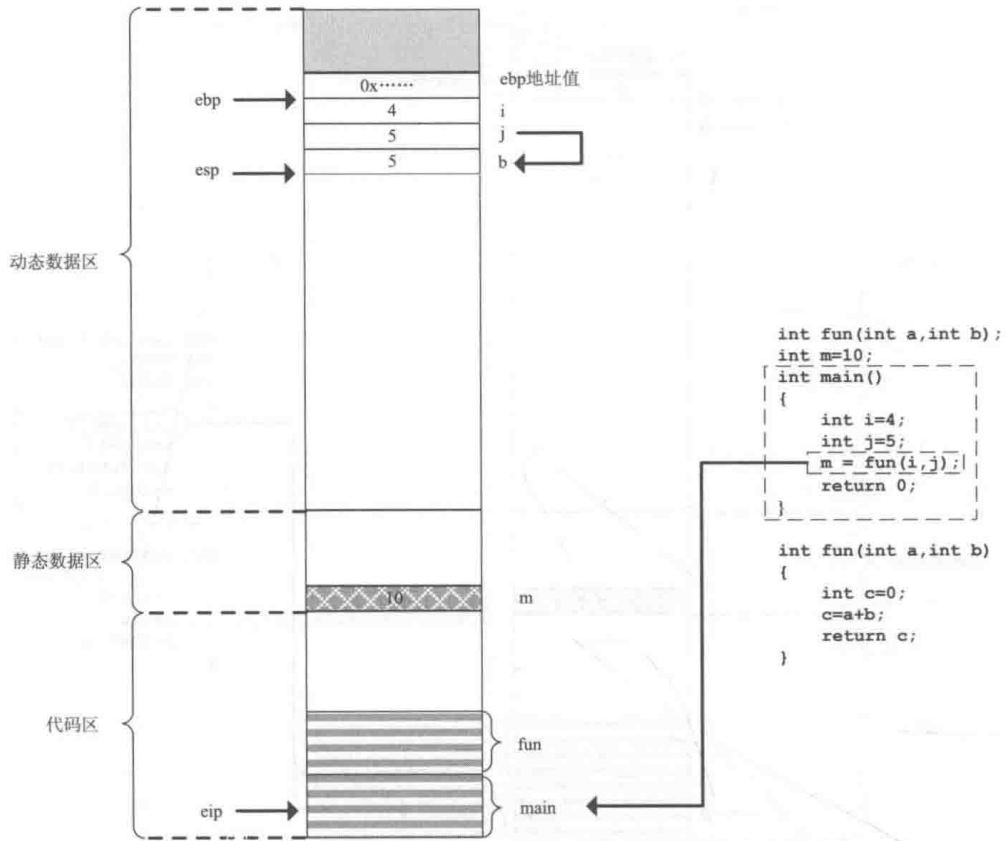 0x……
ebp地址值
ebp
4
i
5
j
esp
5
b
动态数据区
静态数据区
10
m
代码区
fun
eip
main
int fun(int a,int b);
int m=10;
int main()
{
int i=4;
int j=5;
m = fun(i,j);
return 0;
}
int fun(int a,int b)
{
int c=0;
c=a+b;
return c;
}